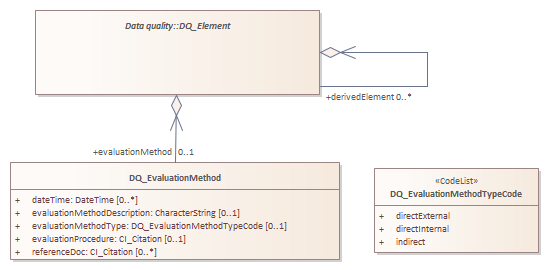 Data quality::DQ_Element
+derivedElement 0..*
+evaluationMethod 0..1
DQ_EvaluationMethod
+ dateTime: DateTime [0..*]
+ evaluationMethodDescription: CharacterString [0..1]
+ evaluationMethodType: DQ_EvaluationMethodTypeCode [0..1]
+ evaluationProcedure: CI_Citation [0..1]
+ referenceDoc: CI_Citation [0..*]
«CodeList»
DQ_EvaluationMethodTypeCode
+ directExternal
+ directInternal
+ indirect